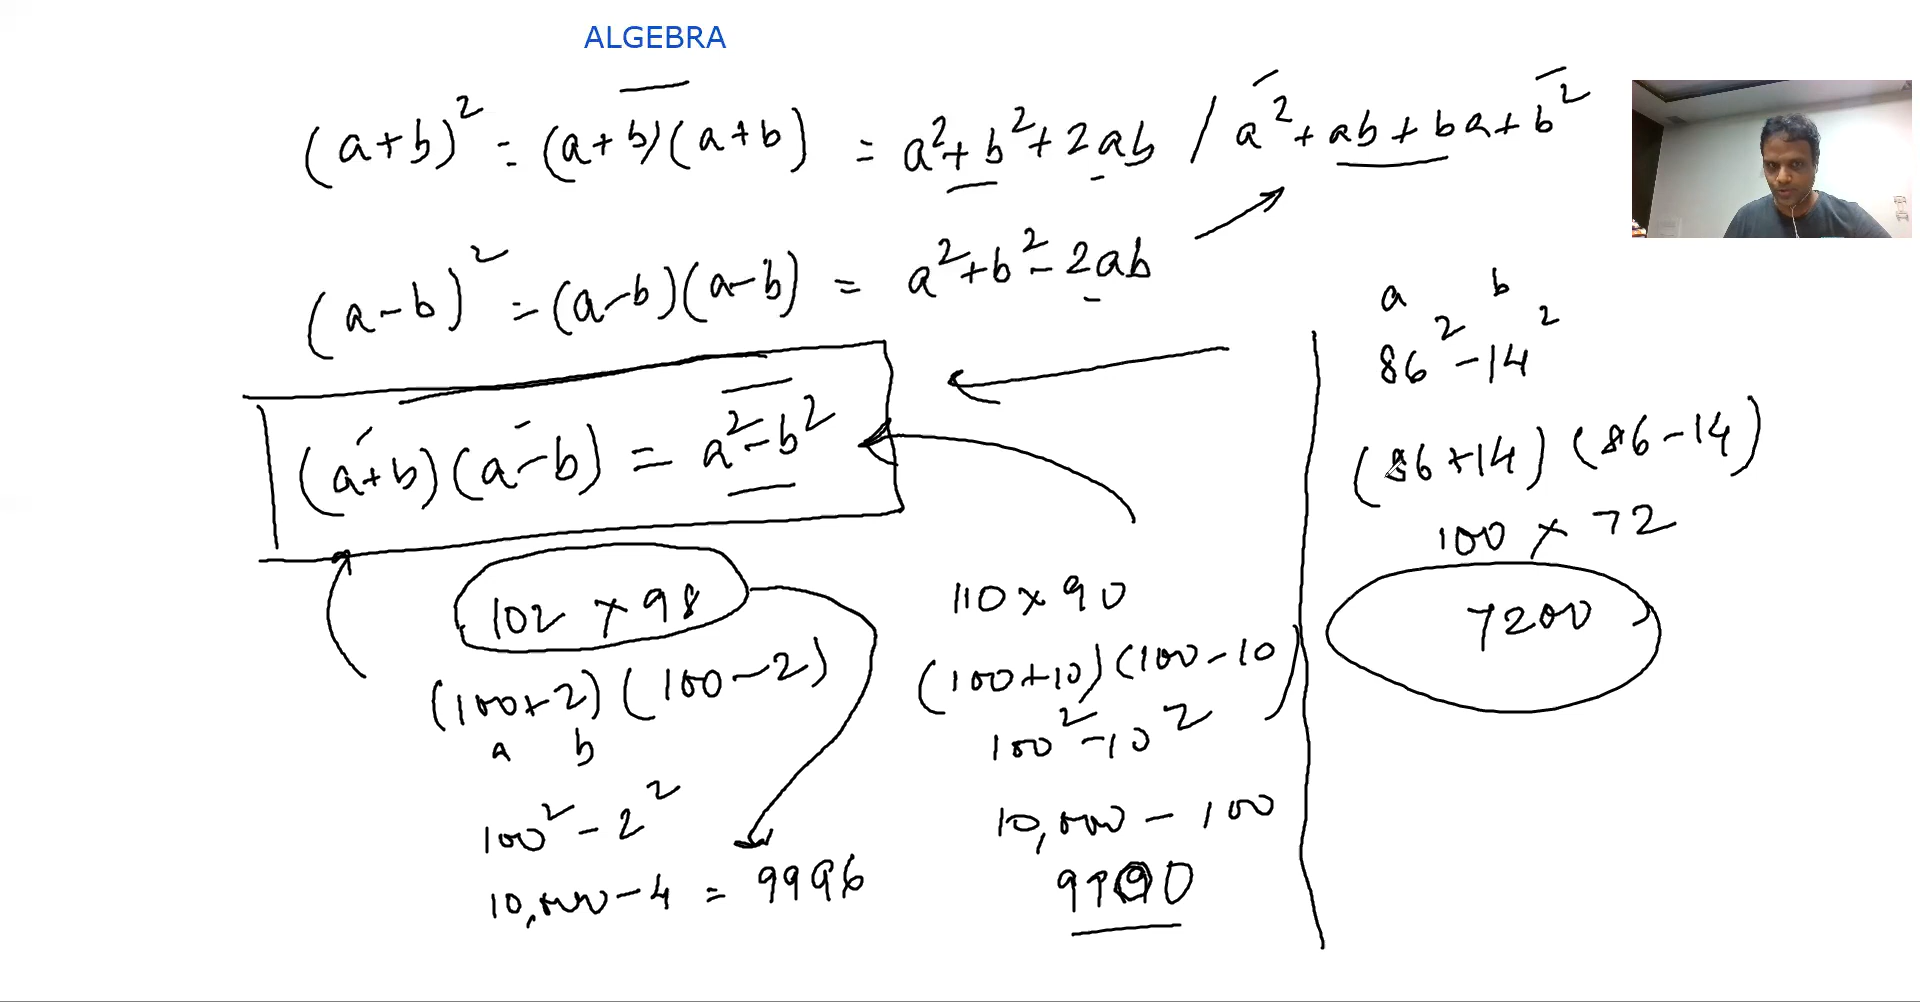 ALGEBRA
(a+b)² = (a+b)(a+b) = a²+b²+2ab / a²+ab+ba+b²
(a-b)² = (a-b)(a-b) = a²+b²-2ab
(a+b)(a-b) = a²-b²
102 × 98
(100+2)(100-2)
a b
100²-2²
10,000-4 = 9996
110×90
(100+10)(100-10)
100²-10²
10,000-100
a b
86²-14²
(86+14)(86-14)
100 × 72
7200